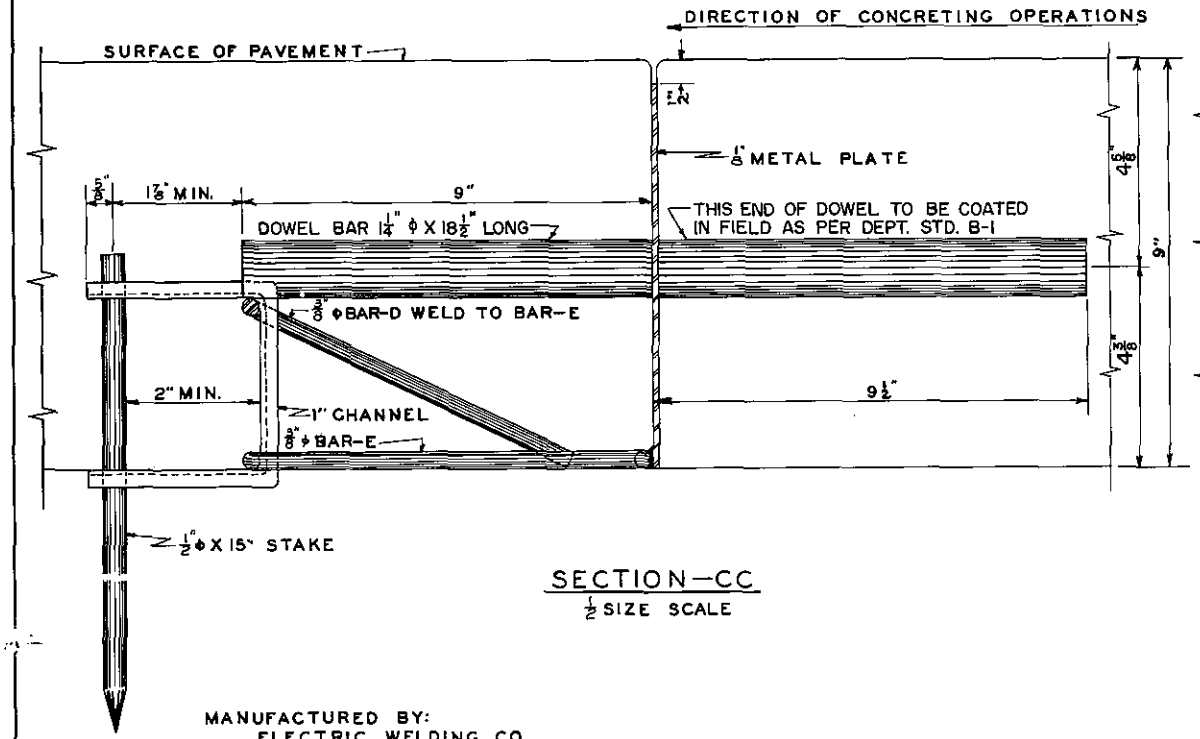 DIRECTION OF CONCRETING OPERATIONS
SURFACE OF PAVEMENT
1/2"
1/8" METAL PLATE
4 5/8"
9"
5/8"
1 7/8" MIN.
9"
THIS END OF DOWEL TO BE COATED
IN FIELD AS PER DEPT. STD. B-1
DOWEL BAR 1 1/4" ϕ X 18 1/2" LONG
3/8" ϕ BAR-D WELD TO BAR-E
4 3/8"
2" MIN.
1" CHANNEL
9 1/2"
3/8" ϕ BAR-E
1/2" ϕ X 15" STAKE
SECTION-CC
1/2 SIZE SCALE
MANUFACTURED BY:
ELECTRIC WELDING CO.